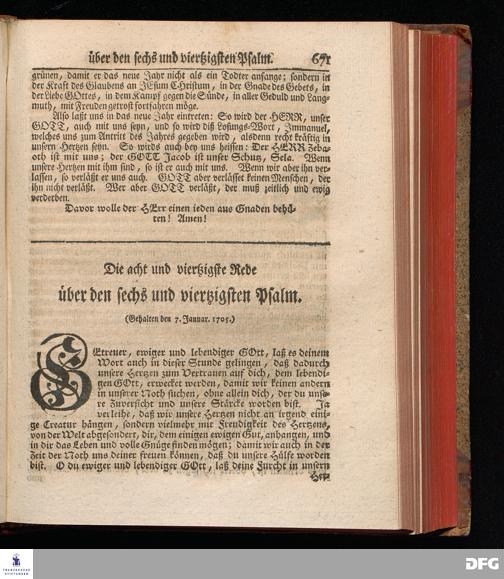 über den sechs und viertzigsten Psalm. 671
grünen, damit er das neue Jahr nicht als ein Todter anfange; sondern in
der Kraft des Glaubens an JEsum Christum, in der Gnade des Gebets, in
der Liebe GOttes, in dem Kampf gegen die Sünde, in aller Geduld und Lang-
muth, mit Freuden getrost fortfahren möge.
Also laßt uns in das neue Jahr eintreten: So wird der HERR, unser
GOTT, auch mit uns seyn, und so wird diß Losungs-Wort, Immanuel,
welches uns zum Antritt des Jahres gegeben wird, alsdenn recht kräftig in
unsern Hertzen seyn. So wirds auch bey uns heissen: Der HERR Zeba-
oth ist mit uns; der GOTT Jacob ist unser Schutz, Sela. Wenn
unsere Hertzen mit ihm sind, so ist er auch mit uns. Wenn wir aber ihn ver-
lassen, so verläßt er uns auch. GOTT aber verlässet keinen Menschen, der
ihn nicht verläßt. Wer aber GOTT verläßt, der muß zeitlich und ewig
verderben.
Davor wolle der HErr einen ieden aus Gnaden behü-
ten! Amen!
Die acht und viertzigste Rede
über den sechs und viertzigsten Psalm.
(Gehalten den 7. Januar. 1705.)
GEtreuer, ewiger und lebendiger GOtt, laß es deinem
Wort auch in dieser Stunde gelingen, daß dadurch
unsere Hertzen zum Vertrauen auf dich, dem lebendi-
gen GOtt, erwecket werden, damit wir keinen andern
in unserer Noth suchen, ohne allein dich, der du unse-
re Zuversicht und unsere Stärcke worden bist. Ja
verleihe, daß wir unsere Hertzen nicht an irgend eini-
ge Creatur hängen, sondern vielmehr mit Freudigkeit des Hertzens,
von der Welt abgesondert, dir, dem einigen ewigen Gut, anhangen, und
in dir das Leben und volle Gnüge finden mögen; damit wir auch in der
Zeit der Noth uns deiner freuen können, daß du unsere Hülfe worden
bist. O du ewiger und lebendiger GOtt, laß deine Furcht in unsern
Her-
FRANCKESCHE
STIFTUNGEN
DFG